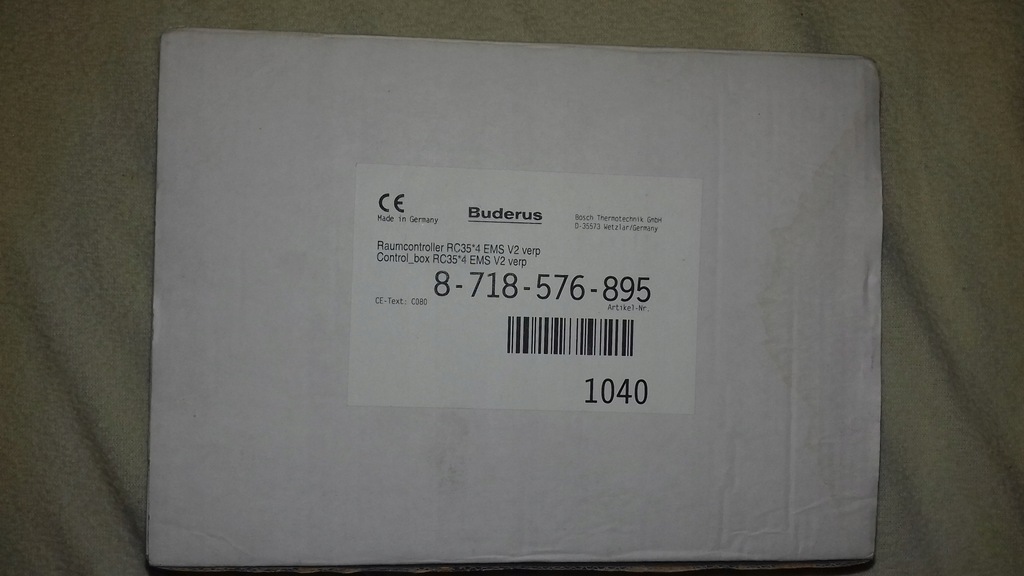 CE
Made in Germany
Buderus
Bosch Thermotechnik GmbH
D-35573 Wetzlar/Germany
Raumcontroller RC35*4 EMS V2 verp
Control_box RC35*4 EMS V2 verp
8-718-576-895
CE-Text: C080
Artikel-Nr.
1040